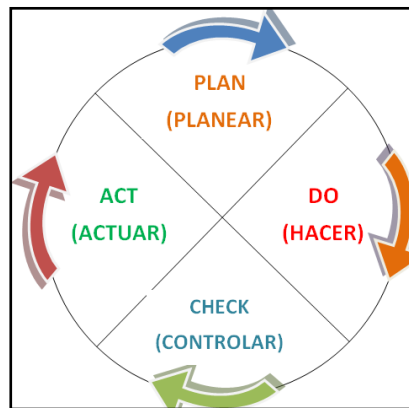 PLAN
(PLANEAR)
DO
(HACER)
CHECK
(CONTROLAR)
ACT
(ACTUAR)